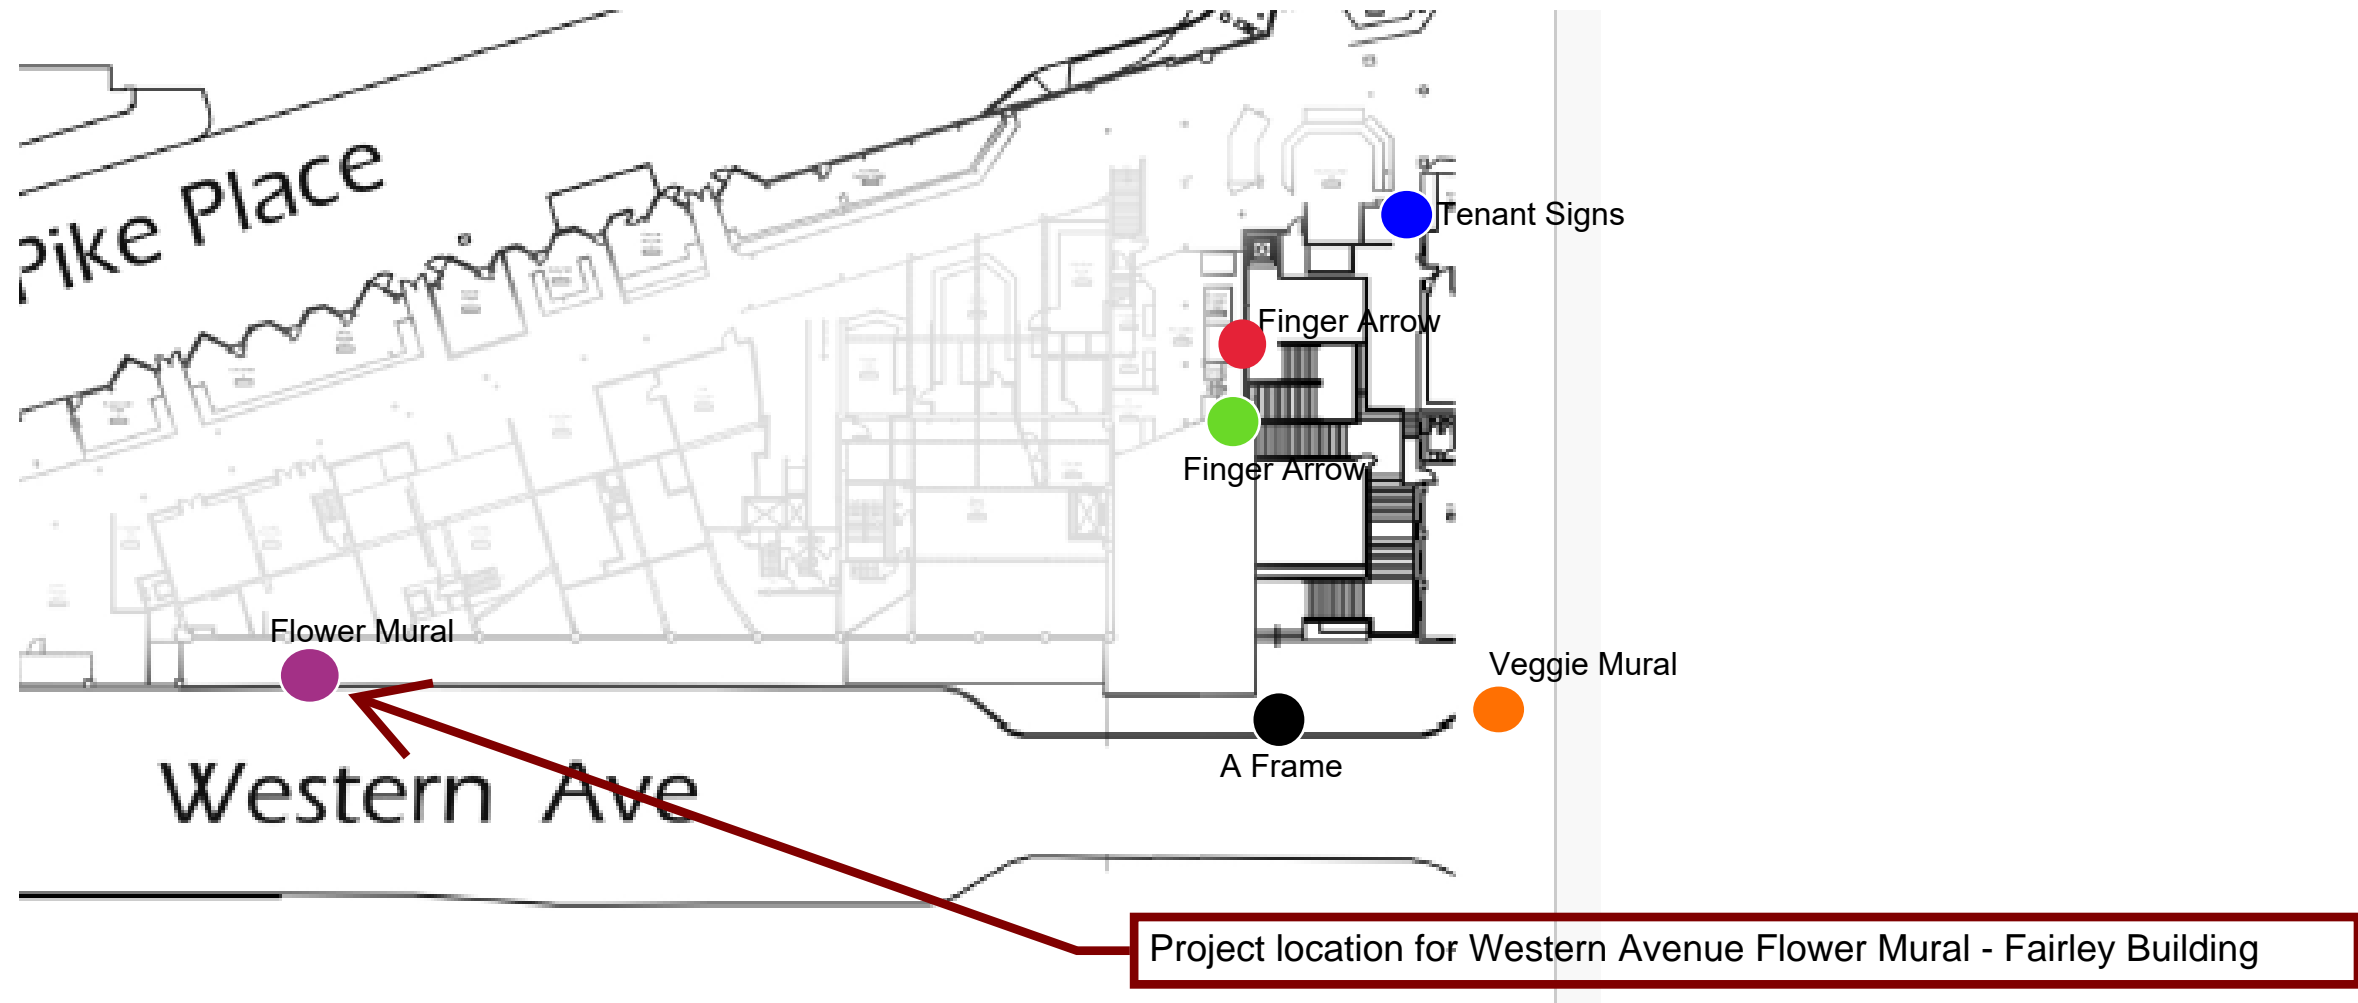 Pike Place
Tenant Signs
Finger Arrow
Finger Arrow
Flower Mural
Veggie Mural
A Frame
Western Ave
Project location for Western Avenue Flower Mural - Fairley Building